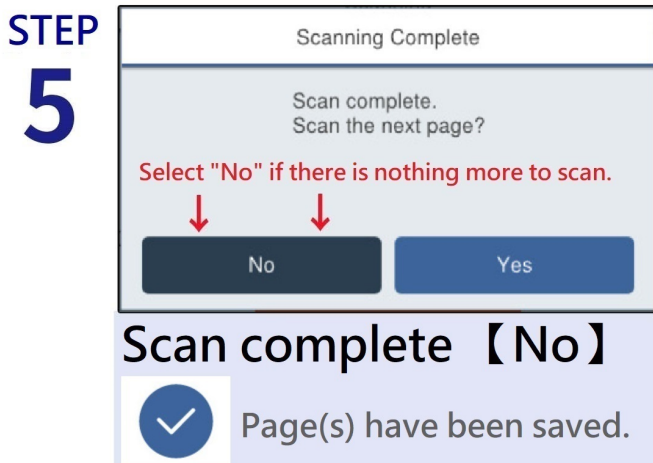 STEP
5
Scanning Complete
Scan complete.
Scan the next page?
Select "No" if there is nothing more to scan.
No
Yes
Scan complete 【No】
Page(s) have been saved.